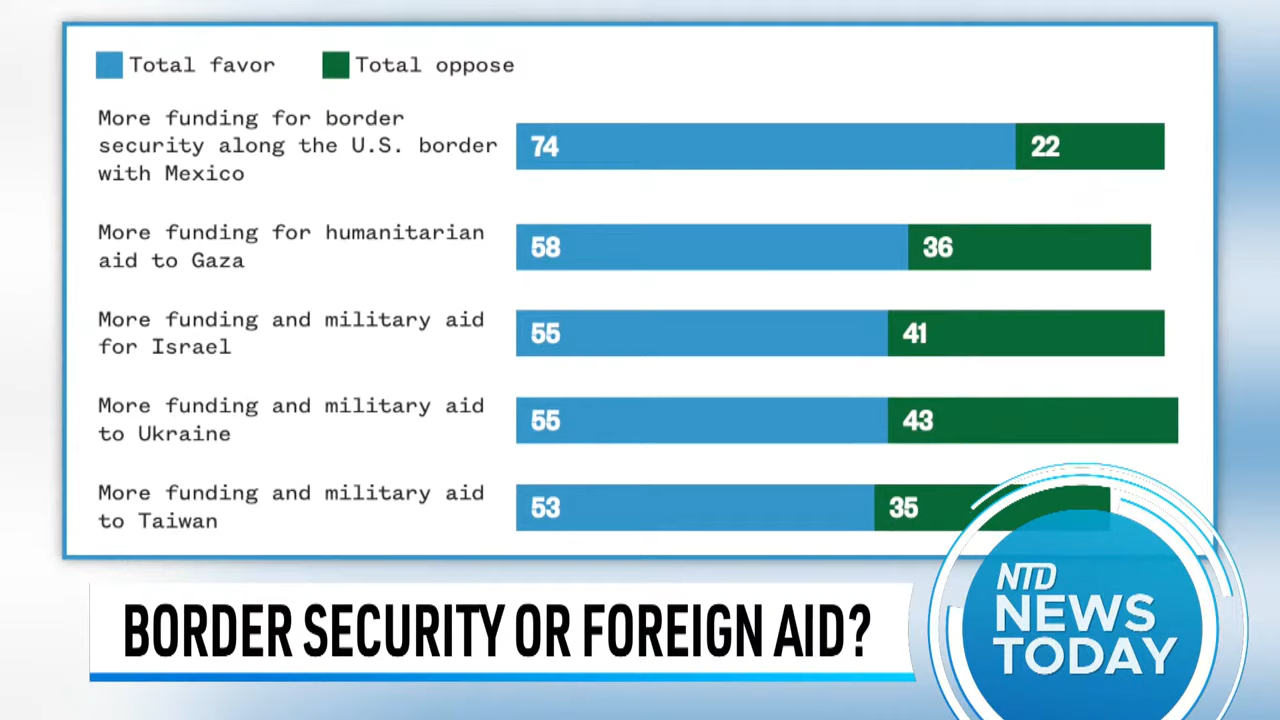 Total favor Total oppose
More funding for border
security along the U.S. border
with Mexico
74 22
More funding for humanitarian
aid to Gaza
58 36
More funding and military aid
for Israel
55 41
More funding and military aid
to Ukraine
55 43
More funding and military aid
to Taiwan
53 35
BORDER SECURITY OR FOREIGN AID?
NTD
NEWS
TODAY